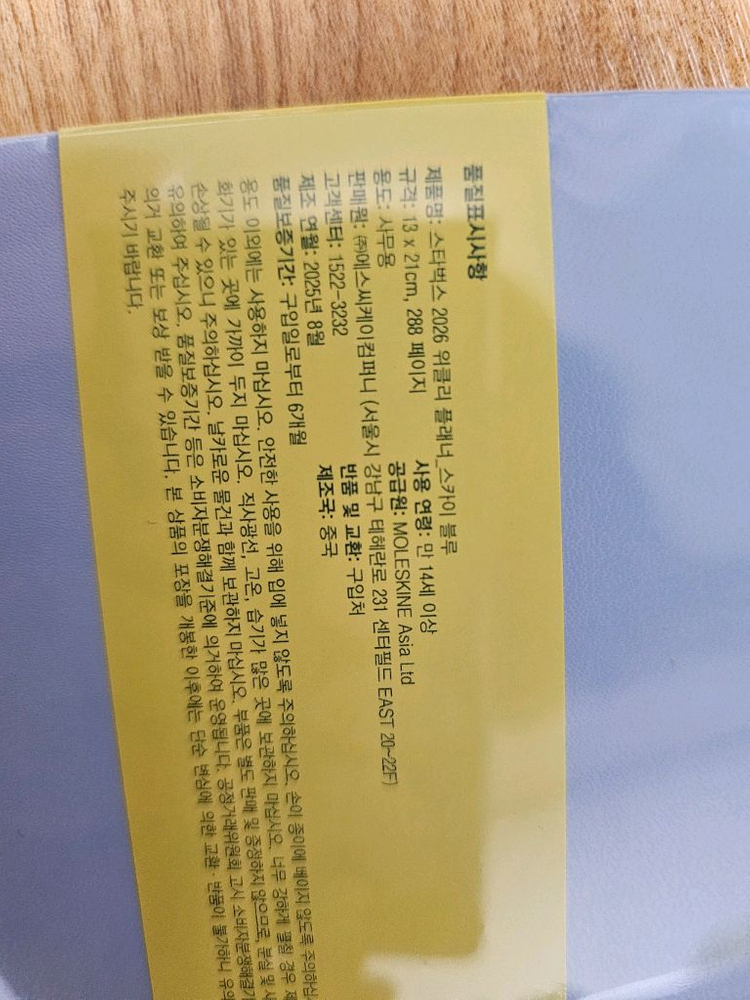 품질표시사항
제품명: 스타벅스 2026 위클리 플래너_스카이 블루
규격: 13 x 21cm, 288 페이지 사용 연령: 만 14세 이상
용도: 사무용 공급원: MOLESKINE Asia Ltd
판매원: ㈜에스씨케이컴퍼니 (서울시 강남구 테헤란로 231 센터필드 EAST 20~22F)
고객센터: 1522-3232 반품 및 교환: 구입처
제조 연월: 2025년 8월 제조국: 중국
품질보증기간: 구입일로부터 6개월
용도 이외에는 사용하지 마십시오. 안전한 사용을 위해 입에 넣지 않도록 주의하십시오. 손이 종이에 베이지 않도록 주의하십
화기가 있는 곳에 가까이 두지 마십시오. 직사광선, 고온, 습기가 많은 곳에 보관하지 마십시오. 너무 강하게 펼칠 경우 제
손상될 수 있으니 주의하십시오. 날카로운 물건과 함께 보관하지 마십시오. 부품은 별도 판매 및 증정하지 않으므로, 분실 및 사
유의하여 주십시오. 품질보증기간 등은 소비자분쟁해결기준에 의거하여 운영됩니다. 공정거래위원회 고시 소비자분쟁해결기
의거 교환 또는 보상 받을 수 있습니다. 본 상품의 포장을 개봉한 이후에는 단순 변심에 의한 교환·반품이 불가하니 유의
주시기 바랍니다.